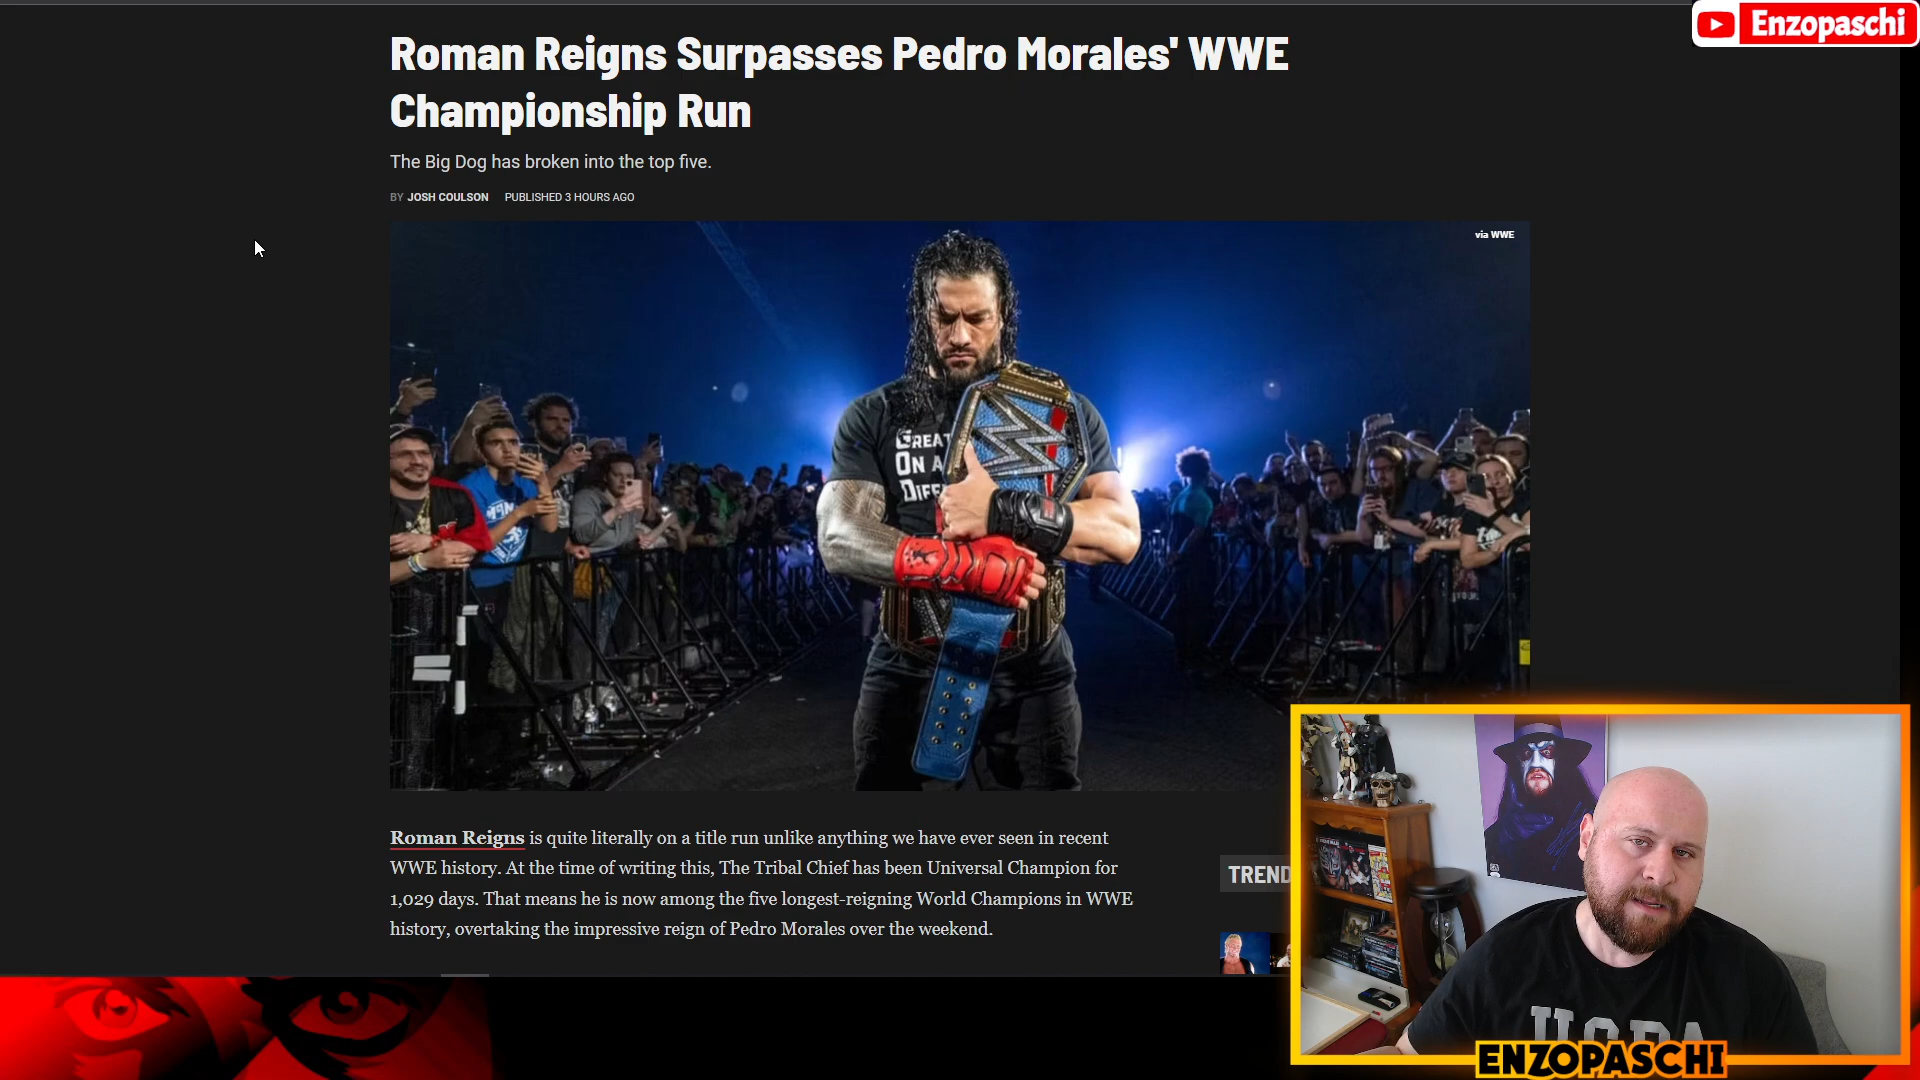 Enzopaschi
Roman Reigns Surpasses Pedro Morales' WWE
Championship Run
The Big Dog has broken into the top five.
BY JOSH COULSON PUBLISHED 3 HOURS AGO
via WWE
GREAT
ON A
DIFF
Roman Reigns is quite literally on a title run unlike anything we have ever seen in recent
WWE history. At the time of writing this, The Tribal Chief has been Universal Champion for
1,029 days. That means he is now among the five longest-reigning World Champions in WWE
history, overtaking the impressive reign of Pedro Morales over the weekend.
TREND
ENZOPASCHI